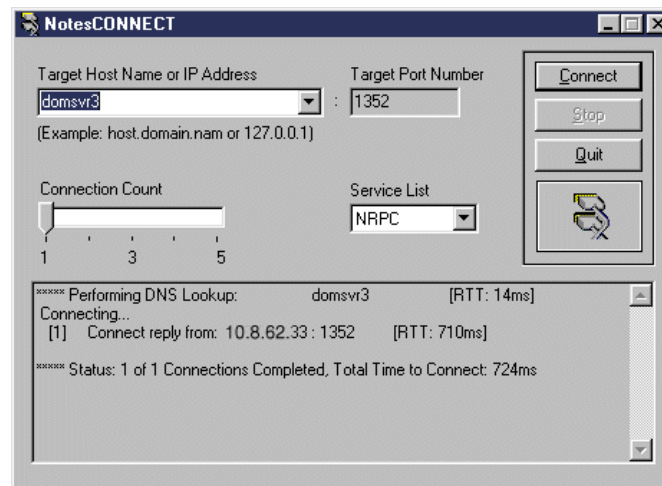 NotesCONNECT
Target Host Name or IP Address
Target Port Number
Connect
domsvr3 : 1352
Stop
(Example: host.domain.nam or 127.0.0.1)
Quit
Connection Count
Service List
NRPC
1 3 5
***** Performing DNS Lookup: domsvr3 [RTT: 14ms]
Connecting...
[1] Connect reply from: 10.8.62.33 : 1352 [RTT: 710ms]
***** Status: 1 of 1 Connections Completed, Total Time to Connect: 724ms